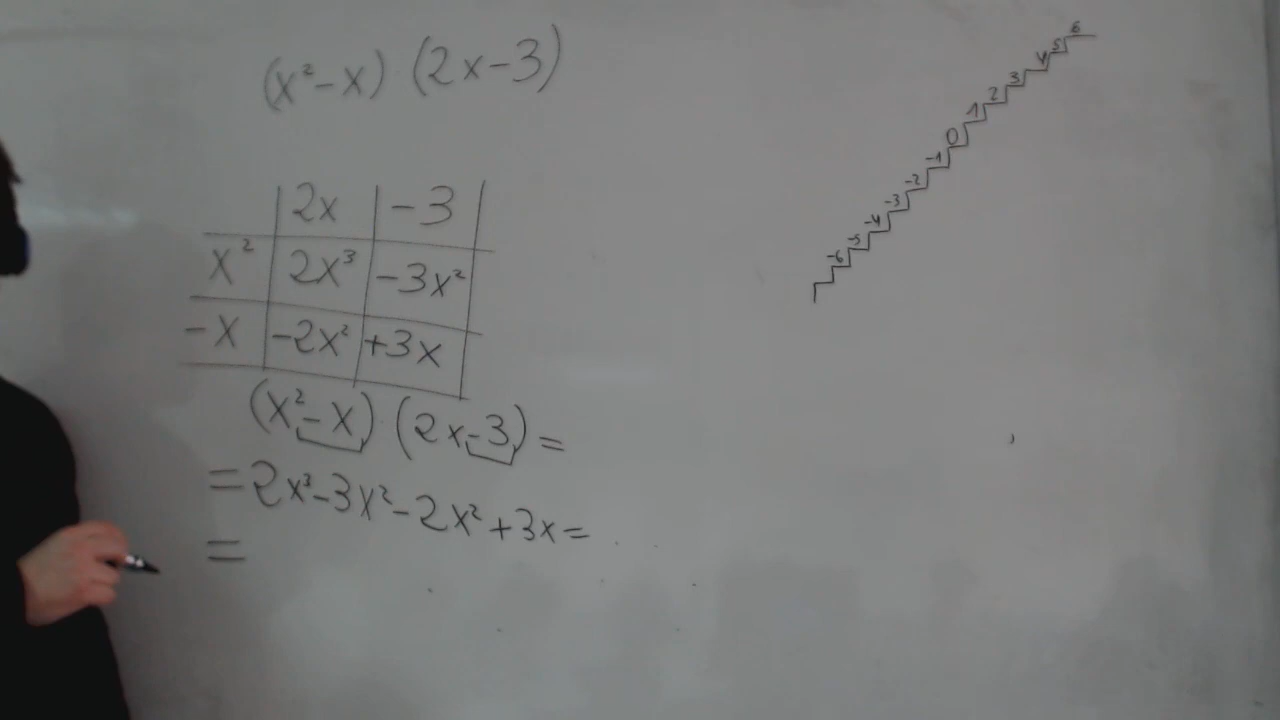 (x²-x) (2x-3)
2x -3
x² 2x³ -3x²
-x -2x² +3x
(x²-x) (2x-3) =
= 2x³-3x²-2x²+3x =
=
6
5
4
3
2
1
0
-1
-2
-3
-4
-5
-6